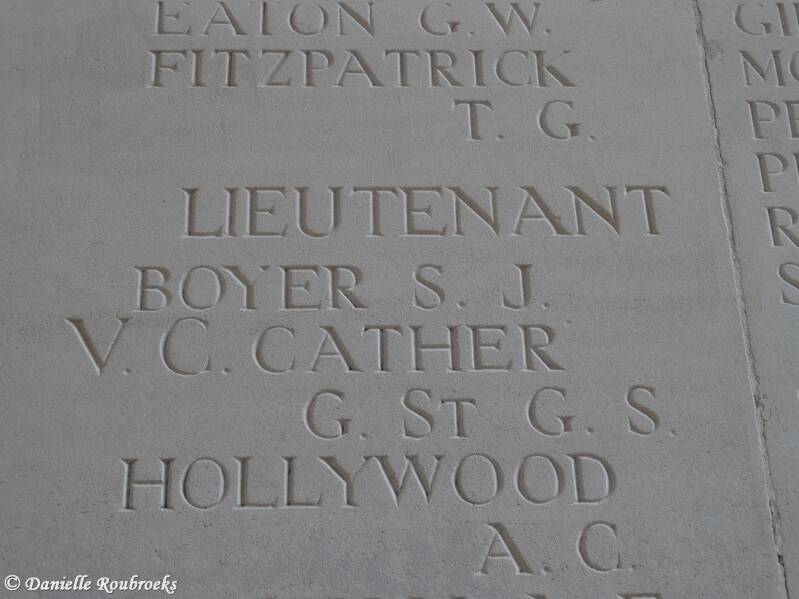 EATON G. W.
FITZPATRICK
T. G.
LIEUTENANT
BOYER S. J.
V. C. CATHER
G. ST G. S.
HOLLYWOOD
A. C.
© Danielle Roubroeks